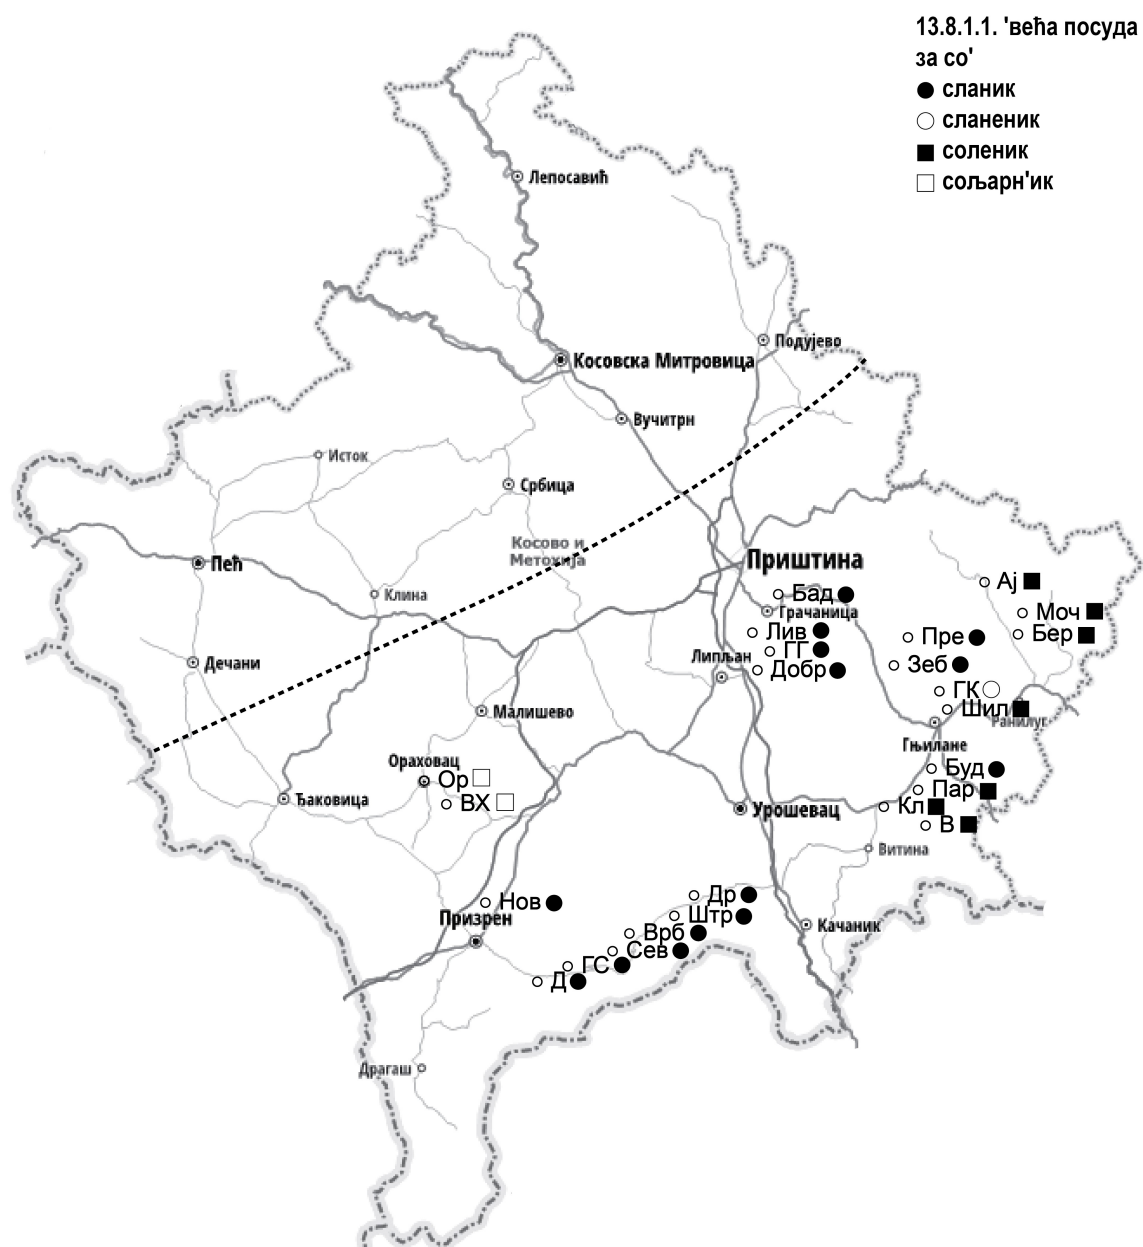 13.8.1.1. 'већа посуда
за со'
сланик
сланеник
соленик
сољарн'ик
Лепосавић
Подујево
Косовска Митровица
Вучитрн
Исток
Србица
Косово и
Метохија
Приштина
Пећ
Клина
Ај
Бад
Грачаница
Моч
Лив
Бер
Пре
ГГ
Дечани
Липљан
Зеб
Добр
ГК
Шил
Малишево
Ранилуг
Гњилане
Ораховац
Ор
Буд
Пар
Ђаковица
ВХ
Кл
Урошевац
В
Витина
Др
Нов
Штр
Призрен
Качаник
Врб
Сев
ГС
Д
Драгаш